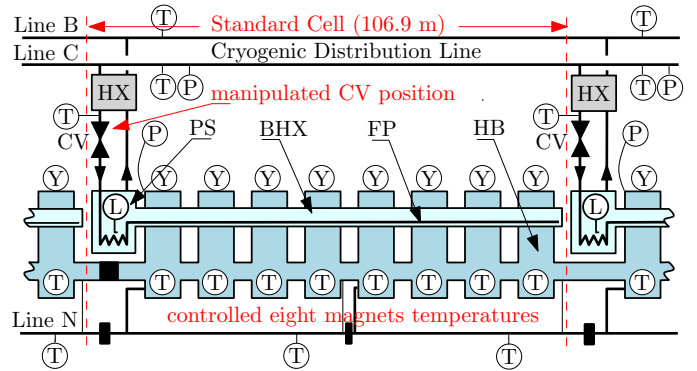 Line B T Standard Cell (106.9 m) T
Line C Cryogenic Distribution Line
T P T P
HX HX
manipulated CV position
T T
CV P PS BHX FP HB CV P
Y Y Y Y Y Y Y Y Y Y
L L
T T T T T T T T T T
Line N controlled eight magnets temperatures
T T T